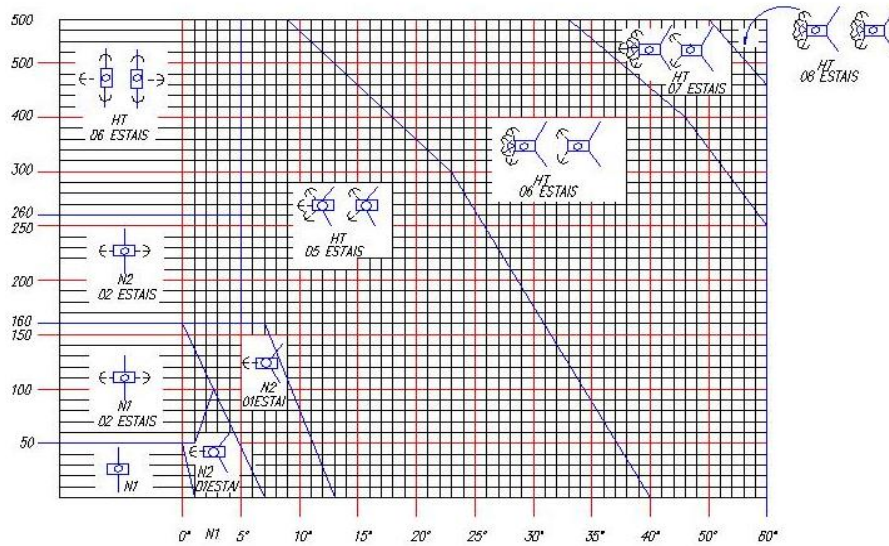 500
500
400
300
260
250
200
160
150
100
50
HT
06 ESTAIS
N2
02 ESTAIS
N1
02 ESTAIS
N1
N2
01ESTAI
N2
01ESTAI
HT
05 ESTAIS
HT
06 ESTAIS
HT
07 ESTAIS
HT
08 ESTAIS
0° N1 5° 10° 15° 20° 25° 30° 35° 40° 45° 50° 55° 60°